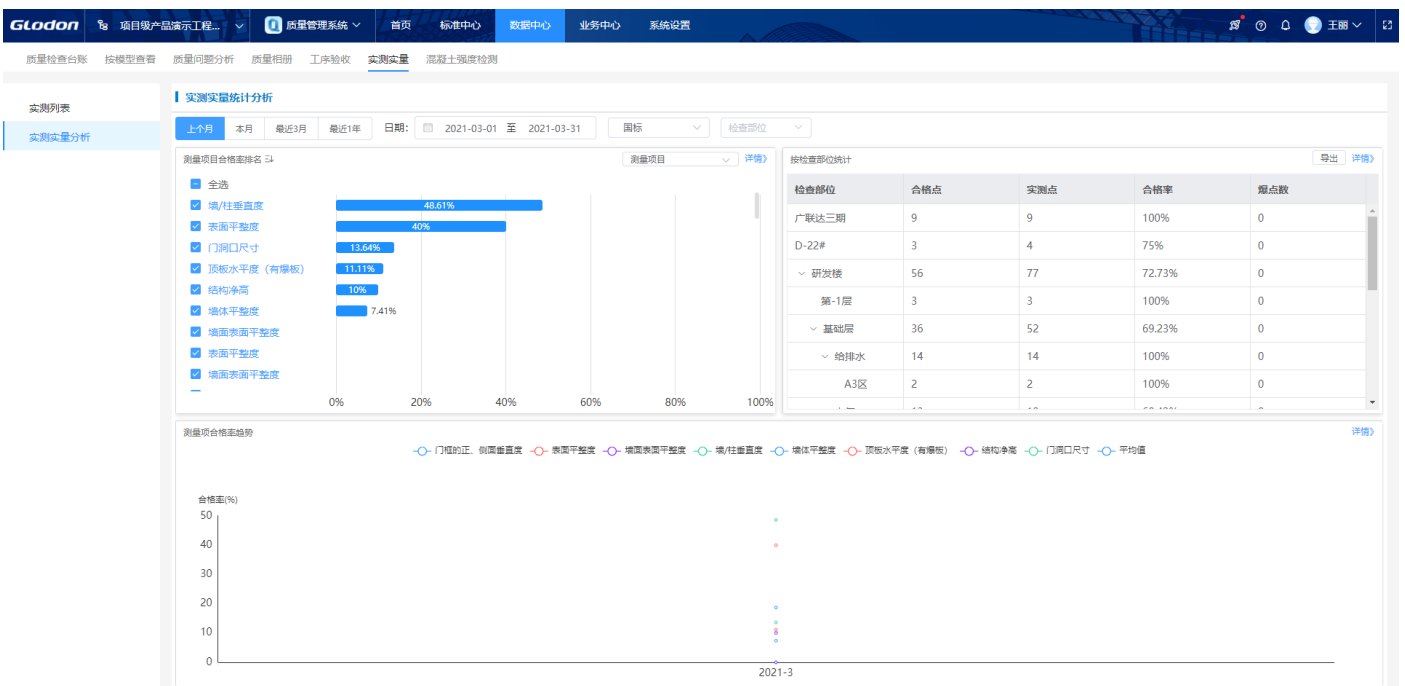 GLodon 项目级产品演示工程... 质量管理系统 首页 标准中心 数据中心 业务中心 系统设置 王丽
质量检查台账 按模型查看 质量问题分析 质量相册 工序验收 实测实量 混凝土强度检测
实测列表
实测实量分析
实测实量统计分析
上个月 本月 最近3月 最近1年 日期: 2021-03-01 至 2021-03-31 国标 检查部位
测量项目合格率排名 测量项目 详情》
全选
墙/柱垂直度 48.61%
表面平整度 40%
门洞口尺寸 13.64%
顶板水平度（有爆板） 11.11%
结构净高 10%
墙体平整度 7.41%
墙面表面平整度
表面平整度
墙面表面平整度
0% 20% 40% 60% 80% 100%
按检查部位统计 导出 详情》
检查部位 合格点 实测点 合格率 爆点数
广联达三期 9 9 100% 0
D-22# 3 4 75% 0
研发楼 56 77 72.73% 0
第-1层 3 3 100% 0
基础层 36 52 69.23% 0
给排水 14 14 100% 0
A3区 2 2 100% 0
测量项合格率趋势 详情》
门框的正、侧面垂直度 表面平整度 墙面表面平整度 墙/柱垂直度 墙体平整度 顶板水平度（有爆板） 结构净高 门洞口尺寸 平均值
合格率(%)
50
40
30
20
10
0
2021-3